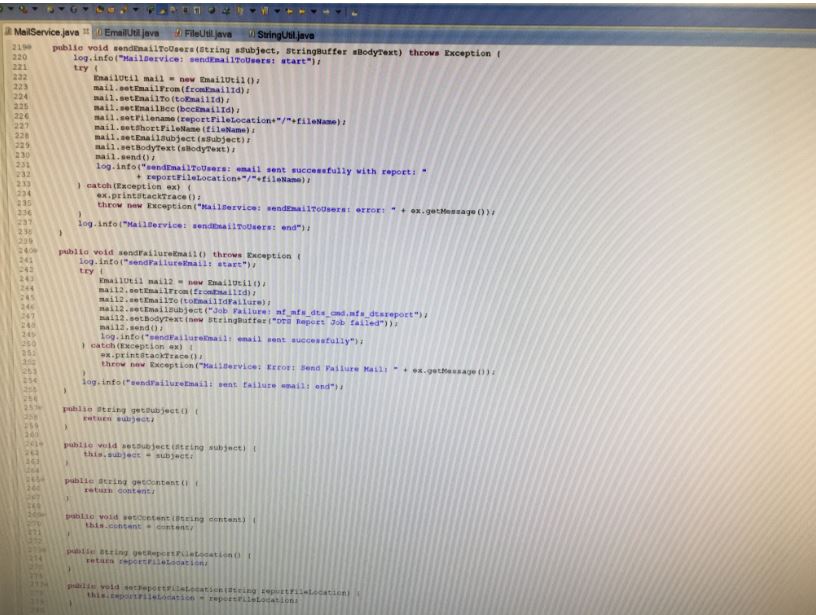 MailService.java EmailUtil.java FileUtil.java StringUtil.java
219 public void sendEmailToUsers(String sSubject, StringBuffer sBodyText) throws Exception {
220 log.info("MailService: sendEmailToUsers: start");
221 try {
222 EmailUtil mail = new EmailUtil();
223 mail.setEmailFrom(fromEmailId);
224 mail.setEmailTo(toEmailId);
225 mail.setEmailBcc(bccEmailId);
226 mail.setFilename(reportFileLocation+"/"+fileName);
227 mail.setShortFileName(fileName);
228 mail.setEmailSubject(sSubject);
229 mail.setBodyText(sBodyText);
230 mail.send();
231 log.info("sendEmailToUsers: email sent successfully with report: "
232 + reportFileLocation+"/"+fileName);
233 } catch(Exception ex) {
234 ex.printStackTrace();
235 throw new Exception("MailService: sendEmailToUsers: error: " + ex.getMessage());
236 }
237 log.info("MailService: sendEmailToUsers: end");
238 }
239
240 public void sendFailureEmail() throws Exception {
241 log.info("sendFailureEmail: start");
242 try {
243 EmailUtil mail2 = new EmailUtil();
244 mail2.setEmailFrom(fromEmailId);
245 mail2.setEmailTo(toEmailIdFailure);
246 mail2.setEmailSubject("Job Failure: mf_mfs_dts_cmd.mfs_dtsreport");
247 mail2.setBodyText(new StringBuffer("DTS Report Job failed"));
248 mail2.send();
249 log.info("sendFailureEmail: email sent successfully");
250 } catch(Exception ex) {
251 ex.printStackTrace();
252 throw new Exception("MailService: Error: Send Failure Mail: " + ex.getMessage());
253 }
254 log.info("sendFailureEmail: sent failure email: end");
255 }
256
257 public String getSubject() {
258 return subject;
259 }
260
261 public void setSubject(String subject) {
262 this.subject = subject;
263 }
264
265 public String getContent() {
266 return content;
267 }
268
269 public void setContent(String content) {
270 this.content = content;
271 }
272
273 public String getReportFileLocation() {
274 return reportFileLocation;
275 }
276
277 public void setReportFileLocation(String reportFileLocation) {
278 this.reportFileLocation = reportFileLocation;
}